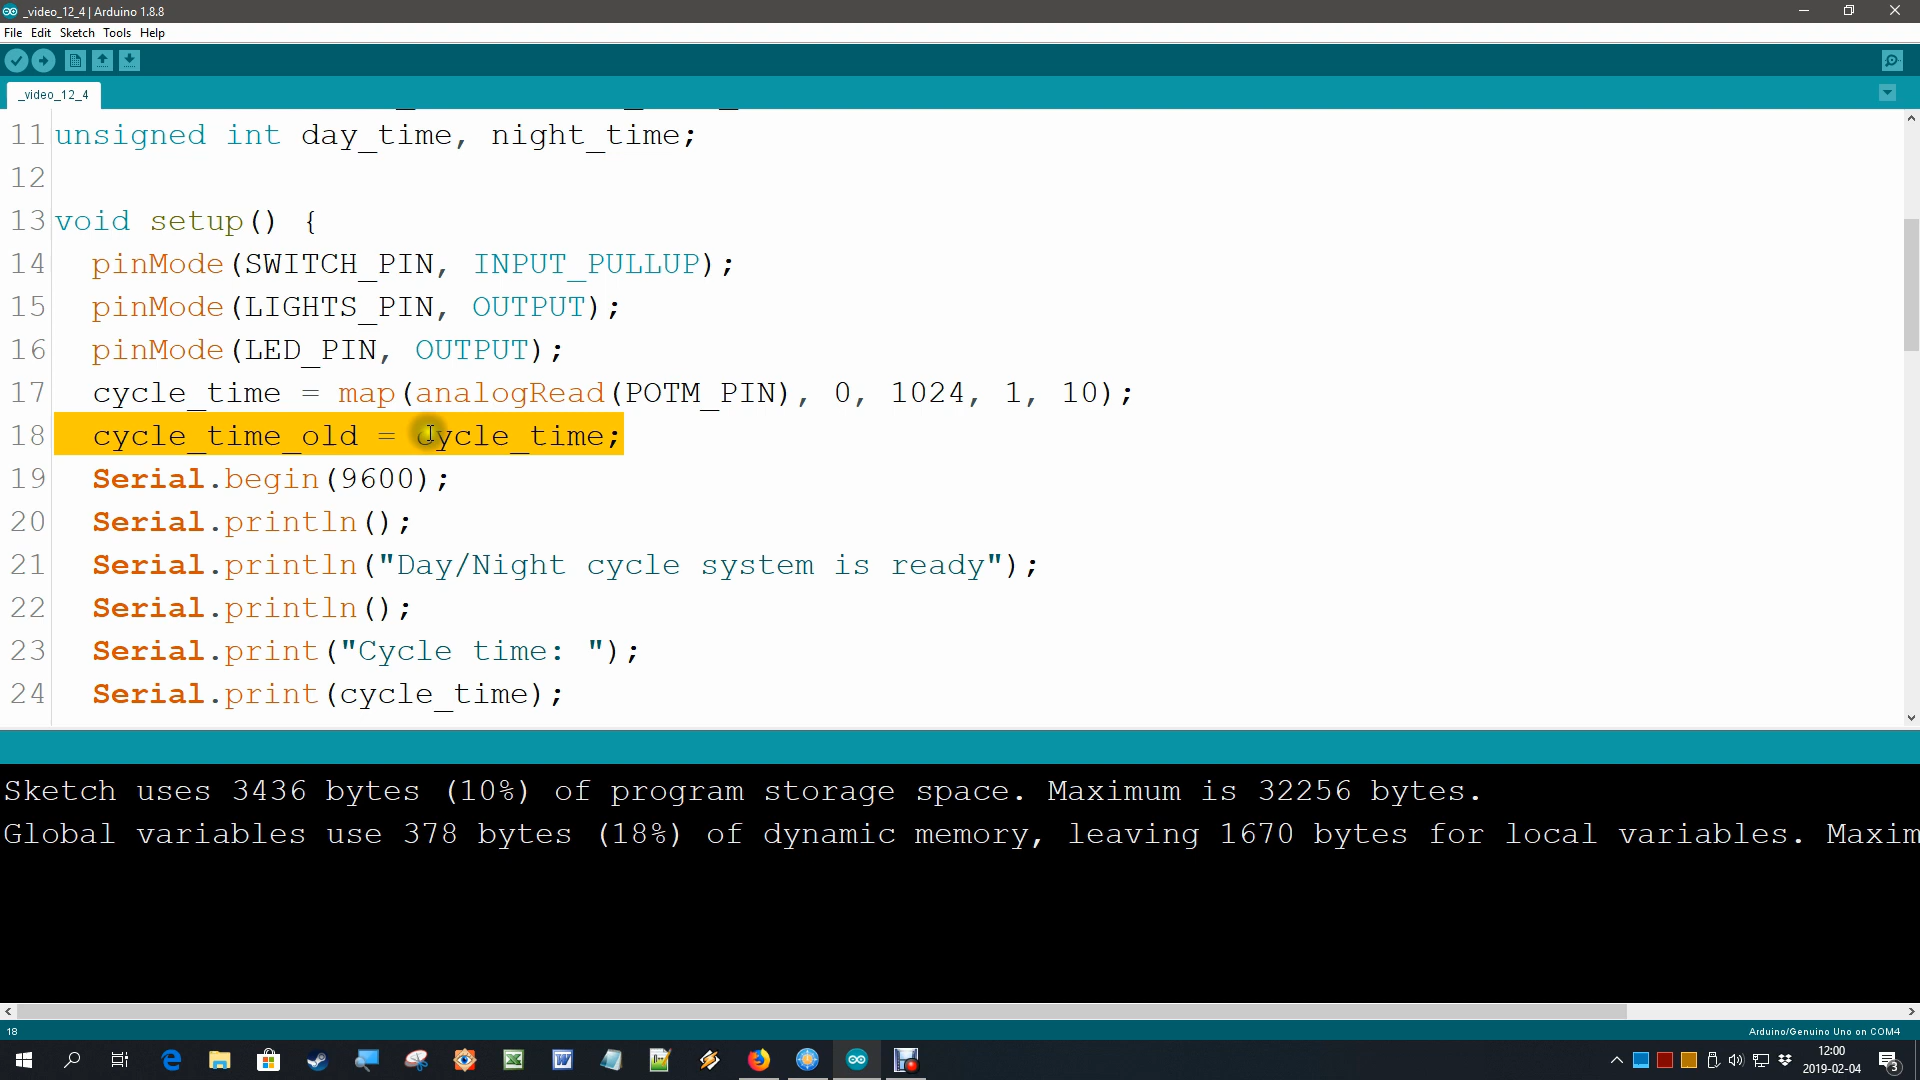 _video_12_4 | Arduino 1.8.8
File Edit Sketch Tools Help
_video_12_4
11 unsigned int day_time, night_time;
12
13 void setup() {
14 pinMode(SWITCH_PIN, INPUT_PULLUP);
15 pinMode(LIGHTS_PIN, OUTPUT);
16 pinMode(LED_PIN, OUTPUT);
17 cycle_time = map(analogRead(POTM_PIN), 0, 1024, 1, 10);
18 cycle_time_old = cycle_time;
19 Serial.begin(9600);
20 Serial.println();
21 Serial.println("Day/Night cycle system is ready");
22 Serial.println();
23 Serial.print("Cycle time: ");
24 Serial.print(cycle_time);
Sketch uses 3436 bytes (10%) of program storage space. Maximum is 32256 bytes.
Global variables use 378 bytes (18%) of dynamic memory, leaving 1670 bytes for local variables. Maxim
18
Arduino/Genuino Uno on COM4
12:00
2019-02-04
3